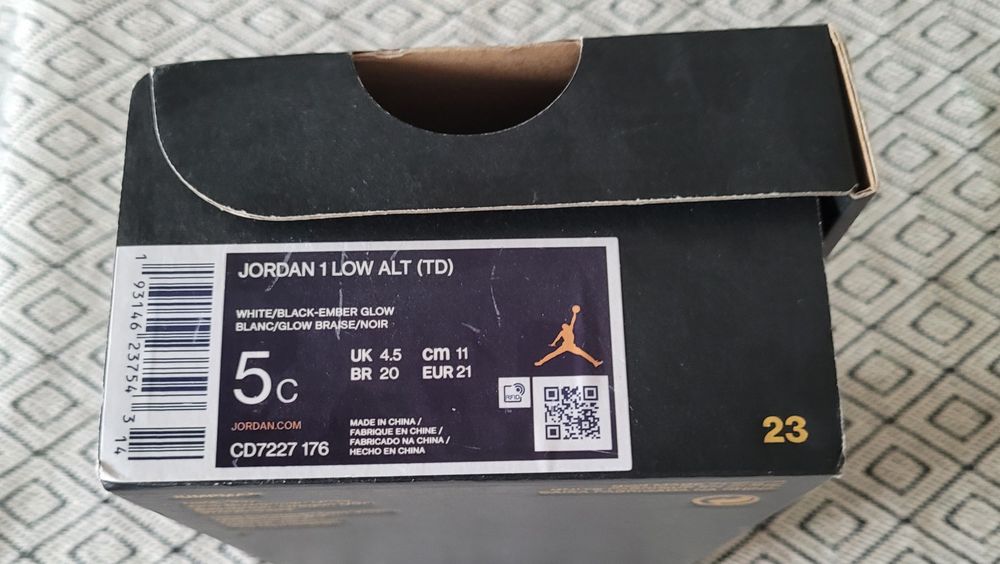 JORDAN 1 LOW ALT (TD)
WHITE/BLACK-EMBER GLOW
BLANC/GLOW BRAISE/NOIR
5C
UK 4.5 cm 11
BR 20 EUR 21
JORDAN.COM
CD7227 176
MADE IN CHINA /
FABRIQUE EN CHINE /
FABRICADO NA CHINA /
HECHO EN CHINA
RFID
1 93146 23754 3 14
23